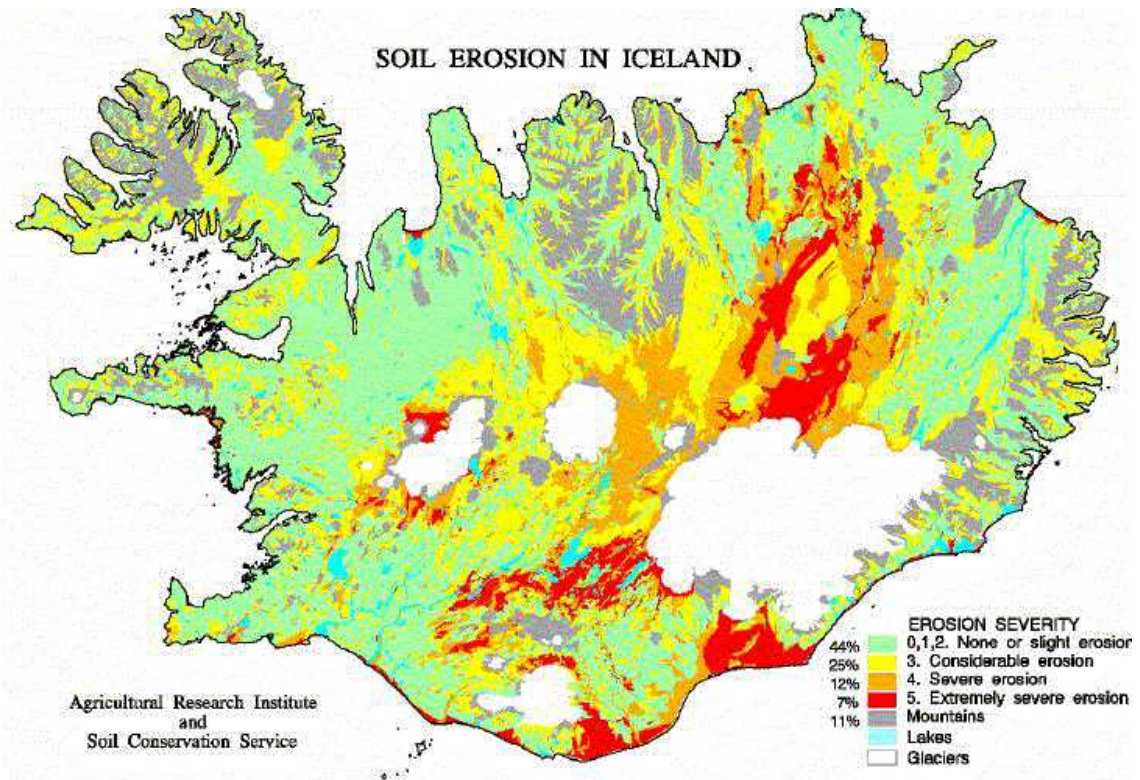 SOIL EROSION IN ICELAND
EROSION SEVERITY
44% 0,1,2. None or slight erosion
25% 3. Considerable erosion
12% 4. Severe erosion
7% 5. Extremely severe erosion
11% Mountains
Lakes
Glaciers
Agricultural Research Institute
and
Soil Conservation Service